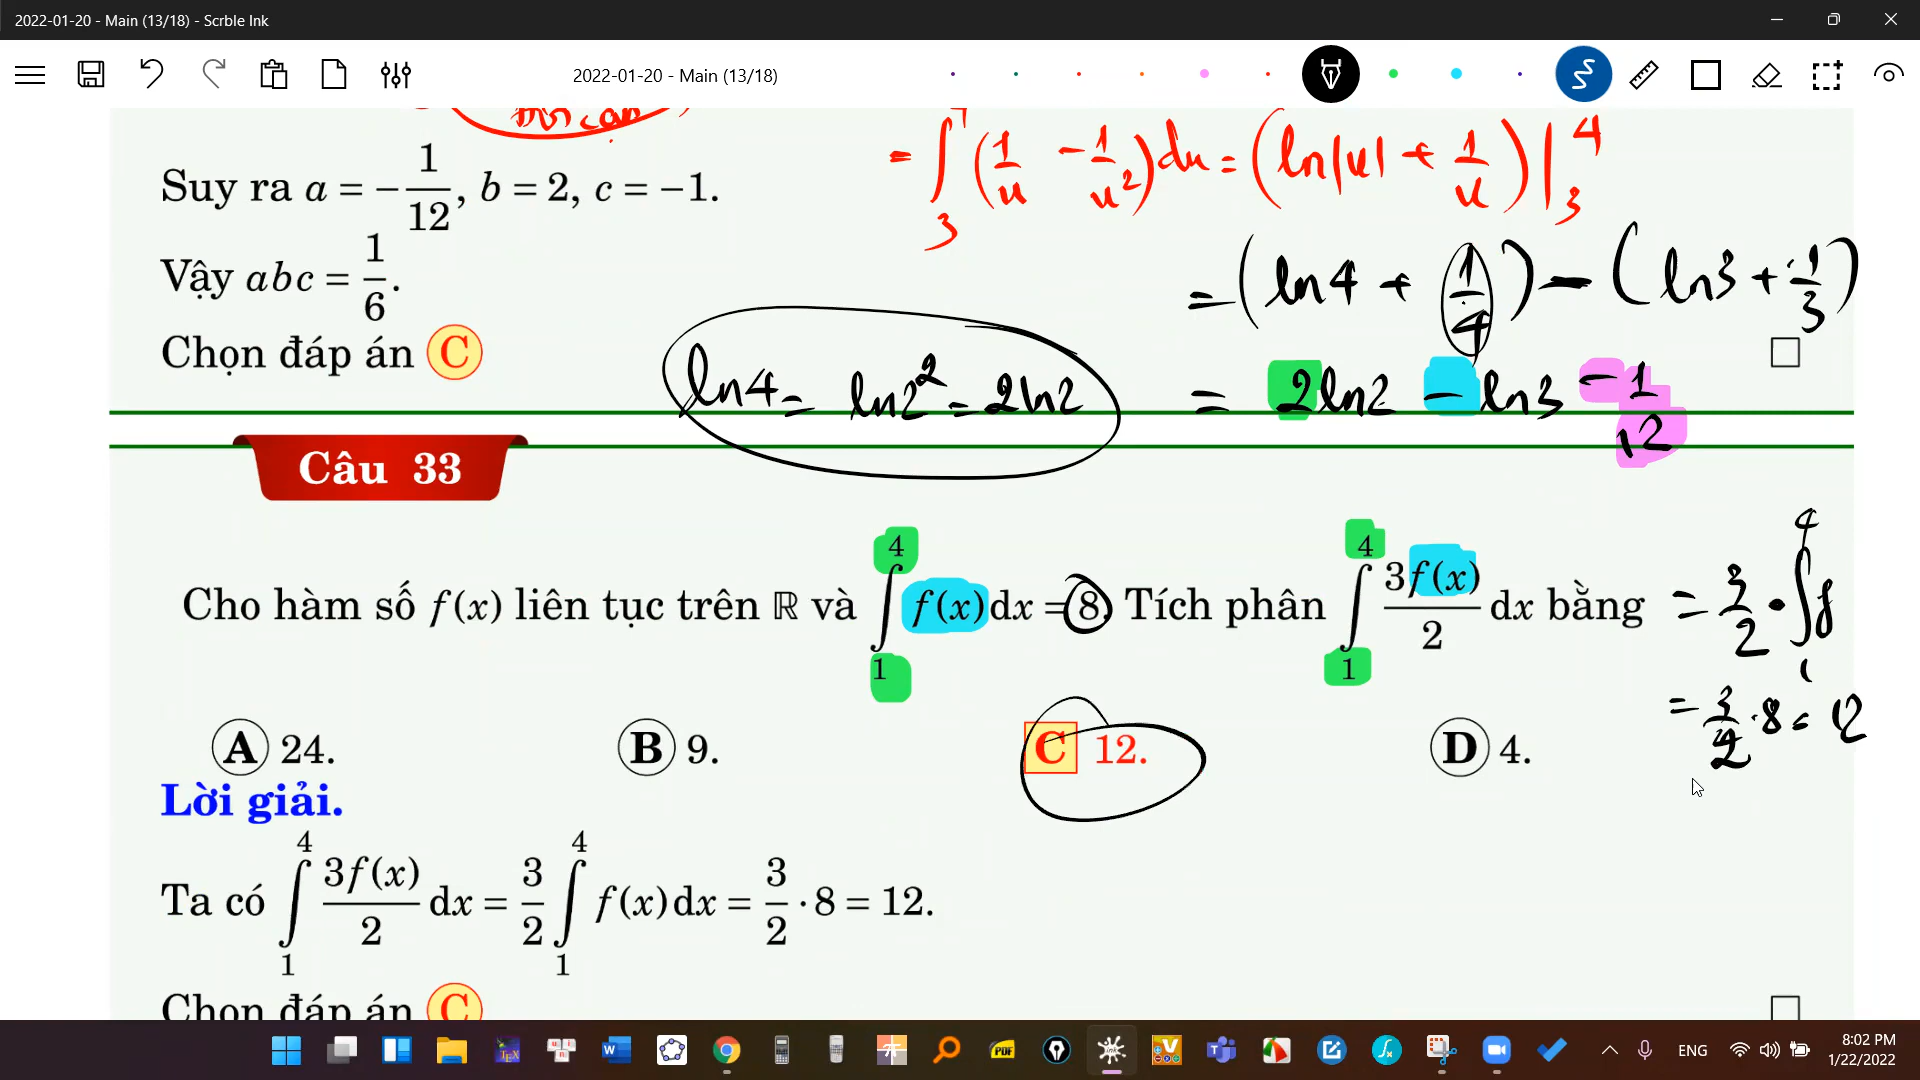 2022-01-20 - Main (13/18) - Scrble Ink
2022-01-20 - Main (13/18)
= ∫₃⁴ (1/u - 1/u²)du = (ln|u| + 1/u)|₃⁴
Suy ra a = −1/12, b = 2, c = −1.
= (ln4 + 1/4) - (ln3 + 1/3)
Vậy abc = 1/6.
Chọn đáp án C
ln4 = ln2² = 2ln2
= 2ln2 - ln3 - 1/12
Câu 33
Cho hàm số f(x) liên tục trên ℝ và ∫₁⁴ f(x)dx = 8. Tích phân ∫₁⁴ 3f(x)/2 dx bằng
= 3/2 · ∫₁⁴ f
= 3/2 · 8 = 12
A 24. B 9. C 12. D 4.
Lời giải.
Ta có ∫₁⁴ 3f(x)/2 dx = 3/2 ∫₁⁴ f(x)dx = 3/2 · 8 = 12.
Chọn đáp án C
ENG
8:02 PM
1/22/2022